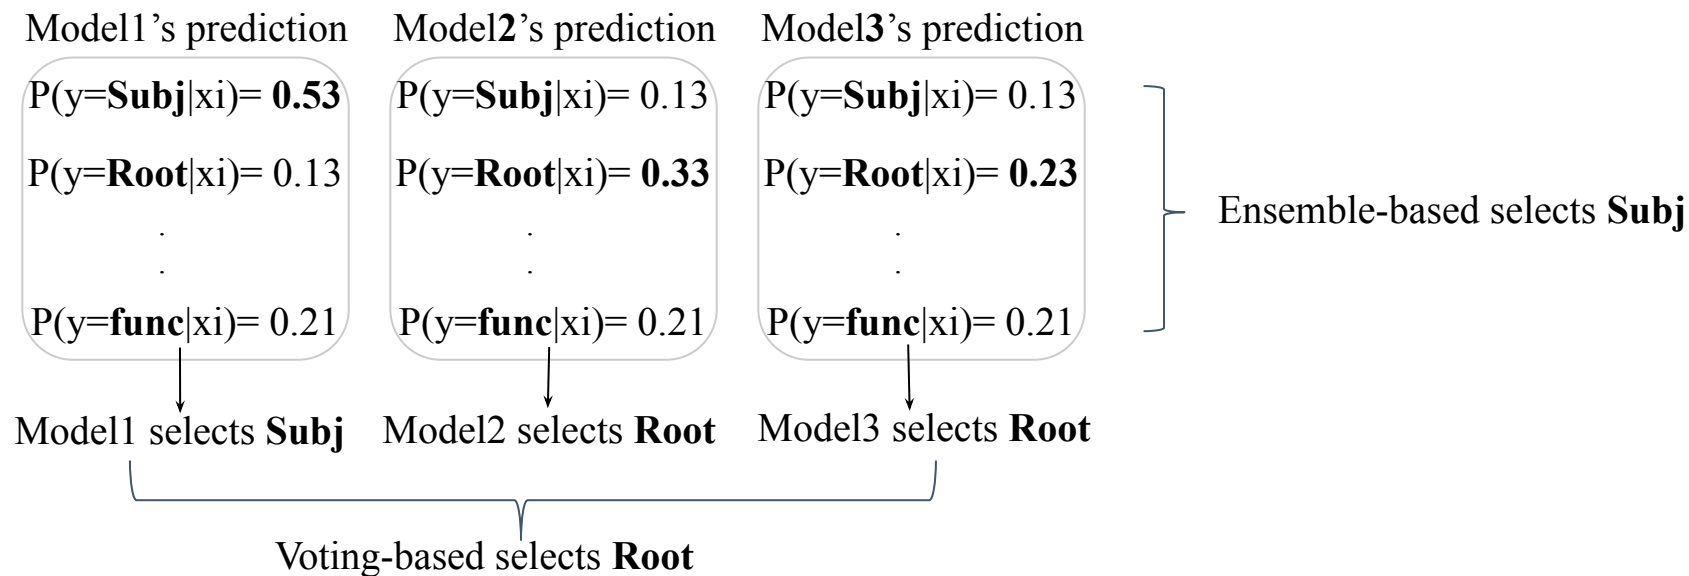 Model1's prediction
P(y=Subj|xi)= 0.53
P(y=Root|xi)= 0.13
.
.
P(y=func|xi)= 0.21
Model1 selects Subj
Model2's prediction
P(y=Subj|xi)= 0.13
P(y=Root|xi)= 0.33
.
.
P(y=func|xi)= 0.21
Model2 selects Root
Model3's prediction
P(y=Subj|xi)= 0.13
P(y=Root|xi)= 0.23
.
.
P(y=func|xi)= 0.21
Model3 selects Root
Ensemble-based selects Subj
Voting-based selects Root